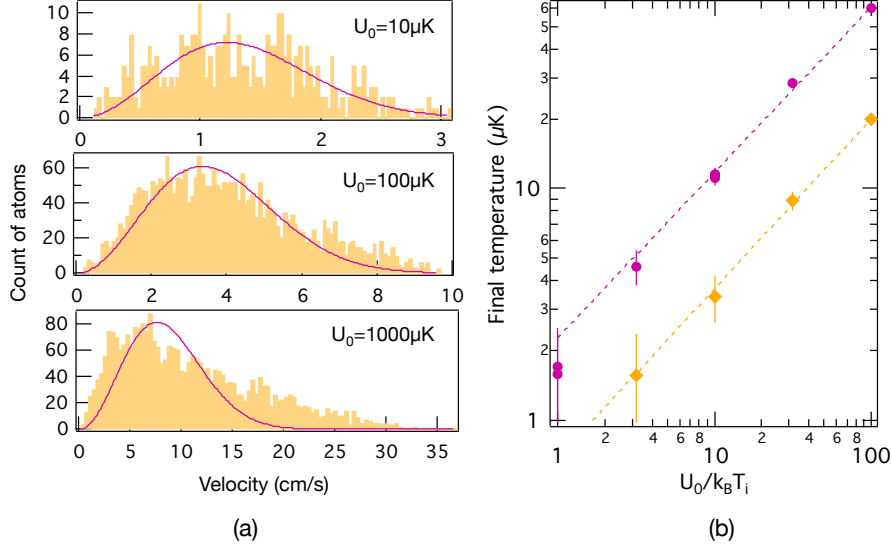 U₀=10µK
10
8
6
4
2
0
0 1 2 3
U₀=100µK
60
40
20
0
0 2 4 6 8 10
U₀=1000µK
80
60
40
20
0
0 5 10 15 20 25 30 35
Count of atoms
Velocity (cm/s)
(a)
6
5
4
3
2
10
6
5
4
3
2
1
1 2 4 6 8 10 2 4 6 8 100
Final temperature (µK)
U₀/k_BT_i
(b)